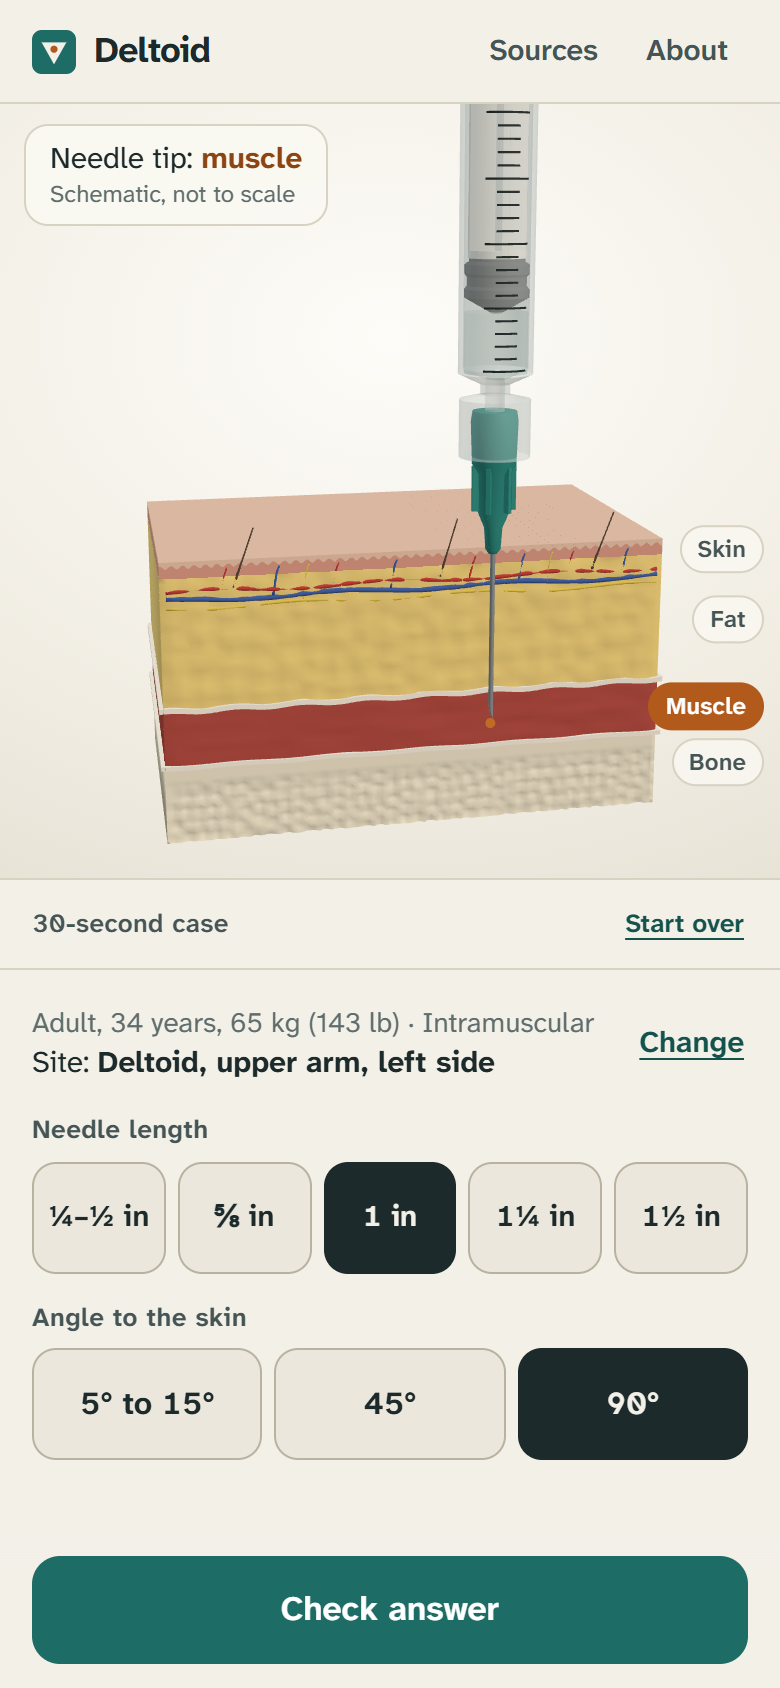 Deltoid
Sources
About
Needle tip: muscle
Schematic, not to scale
Skin
Fat
Muscle
Bone
30-second case
Start over
Adult, 34 years, 65 kg (143 lb) · Intramuscular
Site: Deltoid, upper arm, left side
Change
Needle length
¼–½ in
⅝ in
1 in
1¼ in
1½ in
Angle to the skin
5° to 15°
45°
90°
Check answer